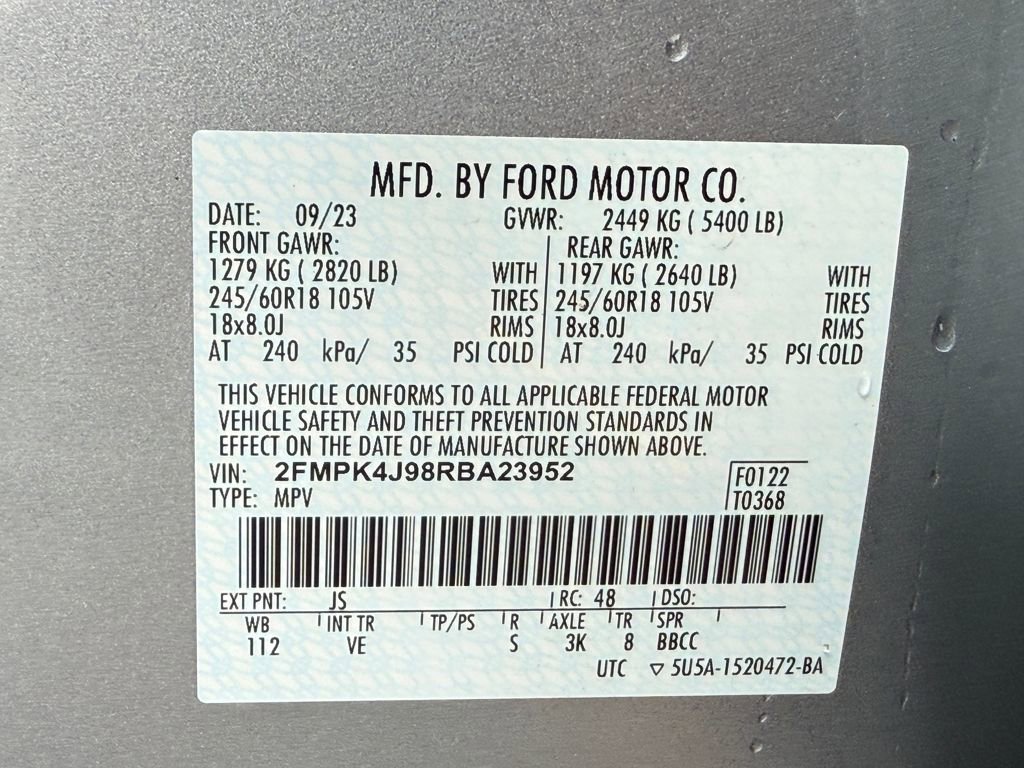 MFD. BY FORD MOTOR CO.
DATE: 09/23 GVWR: 2449 KG ( 5400 LB)
FRONT GAWR: REAR GAWR:
1279 KG ( 2820 LB) WITH 1197 KG ( 2640 LB) WITH
245/60R18 105V TIRES 245/60R18 105V TIRES
18x8.0J RIMS 18x8.0J RIMS
AT 240 kPa/ 35 PSI COLD AT 240 kPa/ 35 PSI COLD
THIS VEHICLE CONFORMS TO ALL APPLICABLE FEDERAL MOTOR
VEHICLE SAFETY AND THEFT PREVENTION STANDARDS IN
EFFECT ON THE DATE OF MANUFACTURE SHOWN ABOVE.
VIN: 2FMPK4J98RBA23952 F0122
TYPE: MPV T0368
EXT PNT: JS RC: 48 DSO:
WB INT TR TP/PS R AXLE TR SPR
112 VE S 3K 8 BBCC
UTC ▽ 5U5A-1520472-BA